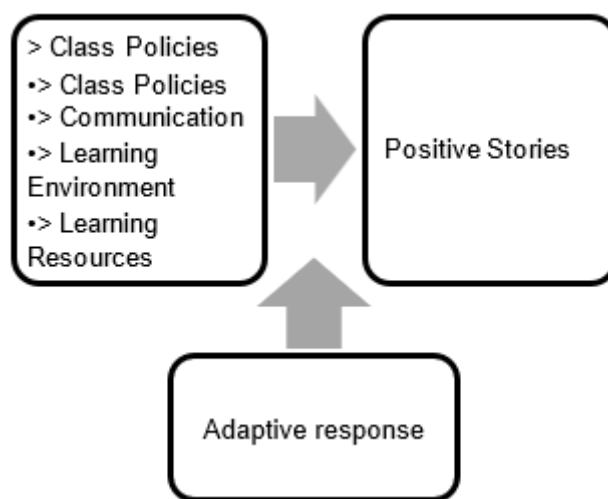 > Class Policies
•> Class Policies
•> Communication
•> Learning
Environment
•> Learning
Resources
Positive Stories
Adaptive response